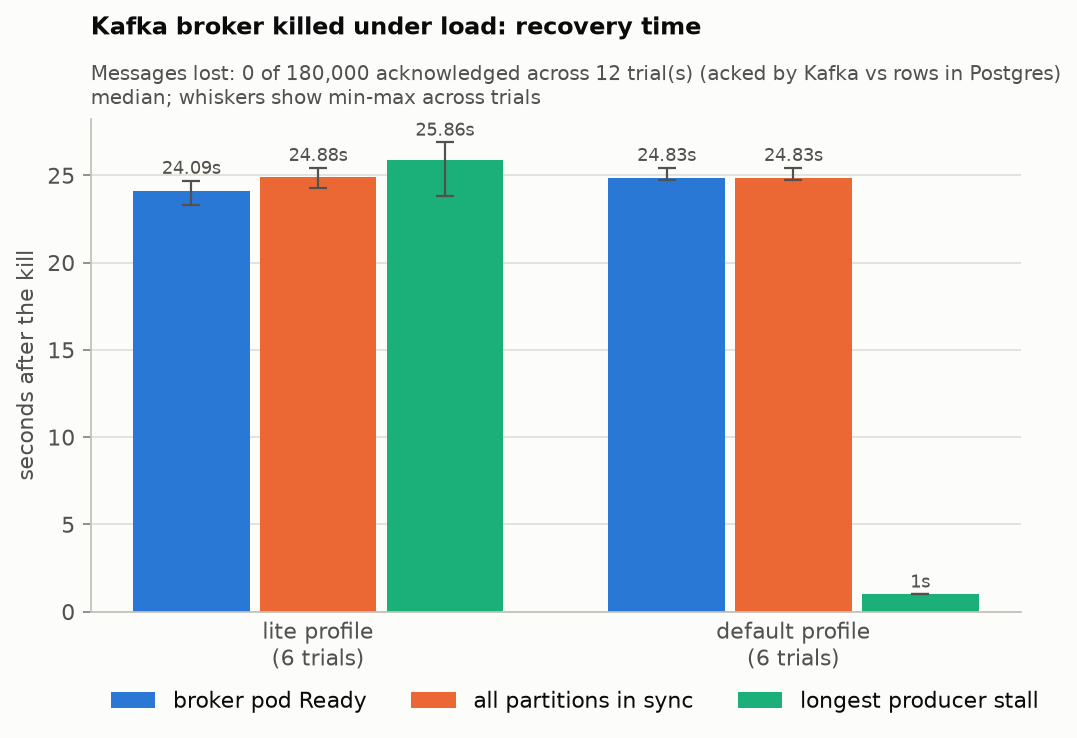 Kafka broker killed under load: recovery time
Messages lost: 0 of 180,000 acknowledged across 12 trial(s) (acked by Kafka vs rows in Postgres)
median; whiskers show min-max across trials
seconds after the kill
25
20
15
10
5
0
24.09s
24.88s
25.86s
24.83s
24.83s
1s
lite profile
(6 trials)
default profile
(6 trials)
broker pod Ready
all partitions in sync
longest producer stall